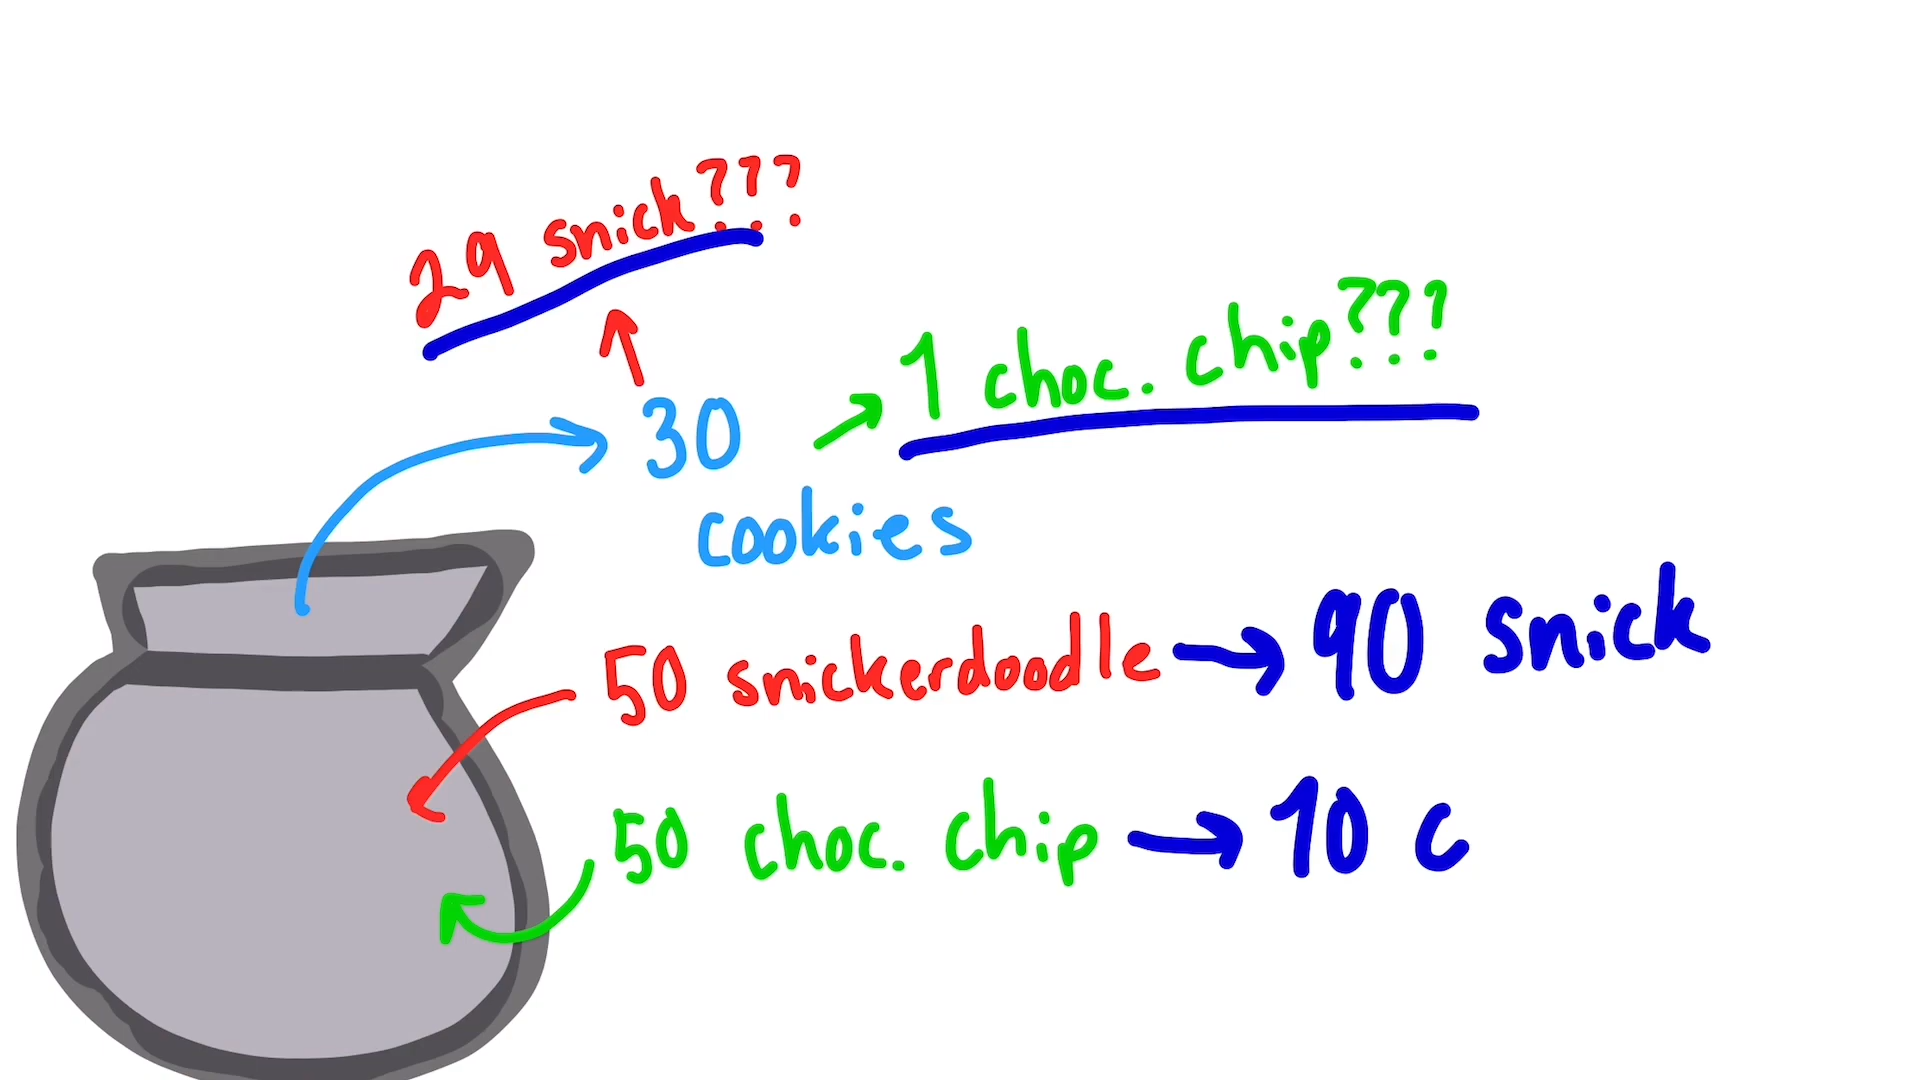 29 snick???
1 choc. chip???
30
cookies
50 snickerdoodle → 90 snick
50 choc. chip → 10 c